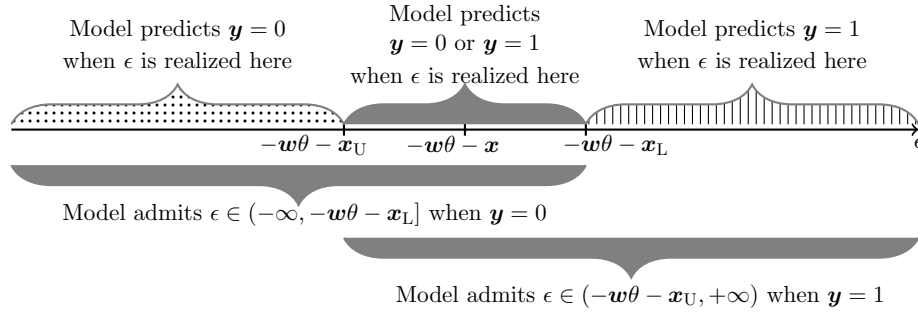 Model predicts y = 0
when ϵ is realized here
Model predicts
y = 0 or y = 1
when ϵ is realized here
Model predicts y = 1
when ϵ is realized here
−wθ − x_U
−wθ − x
−wθ − x_L
ϵ
Model admits ϵ ∈ (−∞, −wθ − x_L] when y = 0
Model admits ϵ ∈ (−wθ − x_U, +∞) when y = 1